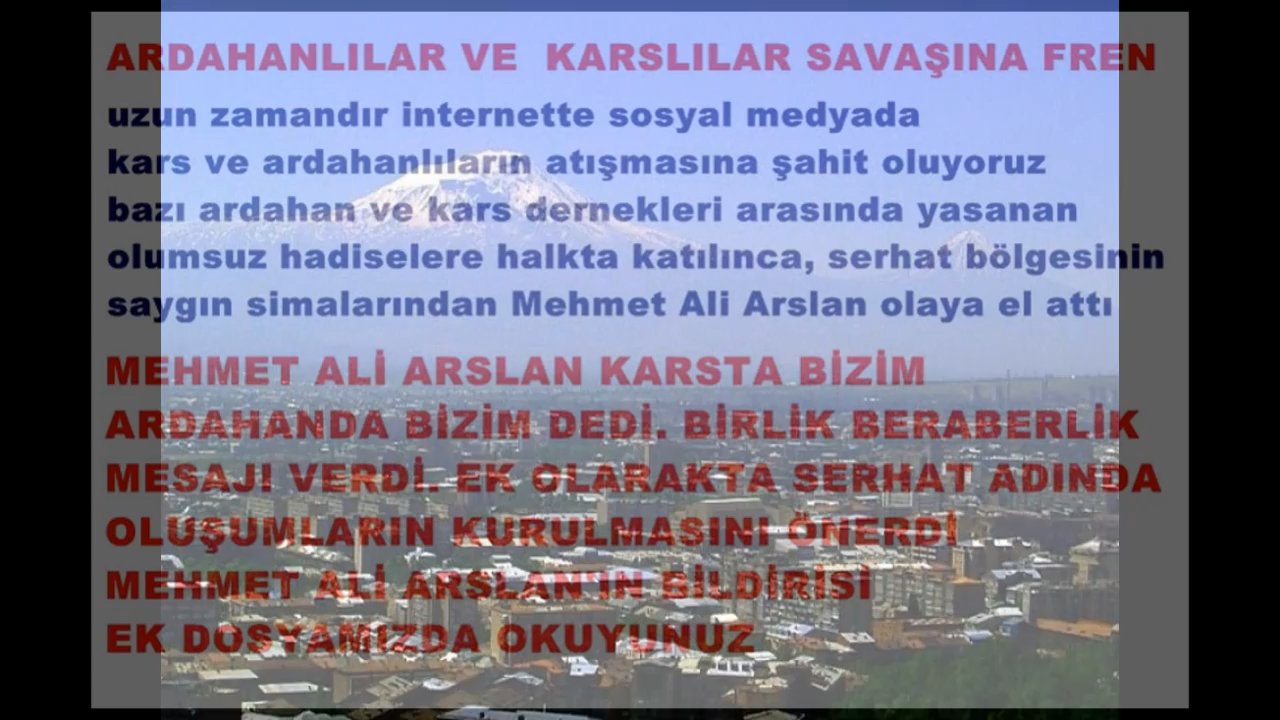 ARDAHANLILAR VE KARSLILAR SAVAŞINA FREN
uzun zamandır internette sosyal medyada
kars ve ardahanlıların atışmasına şahit oluyoruz
bazı ardahan ve kars dernekleri arasında yasanan
olumsuz hadiselere halkta katılınca, serhat bölgesinin
saygın simalarından Mehmet Ali Arslan olaya el attı
MEHMET ALİ ARSLAN KARSTA BİZİM
ARDAHANDA BİZİM DEDİ. BİRLİK BERABERLİK
MESAJI VERDİ. EK OLARAKTA SERHAT ADINDA
OLUŞUMLARIN KURULMASINI ÖNERDİ
MEHMET ALİ ARSLAN'IN BİLDİRİSİ
EK DOSYAMIZDA OKUYUNUZ